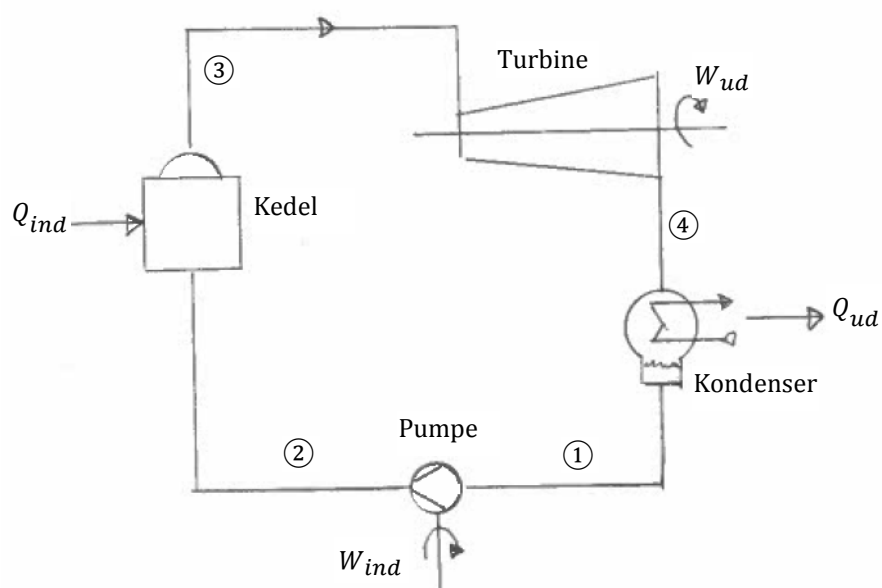 ③
Turbine
W_ud
Kedel
Q_ind
④
Q_ud
Kondenser
Pumpe
②
①
W_ind